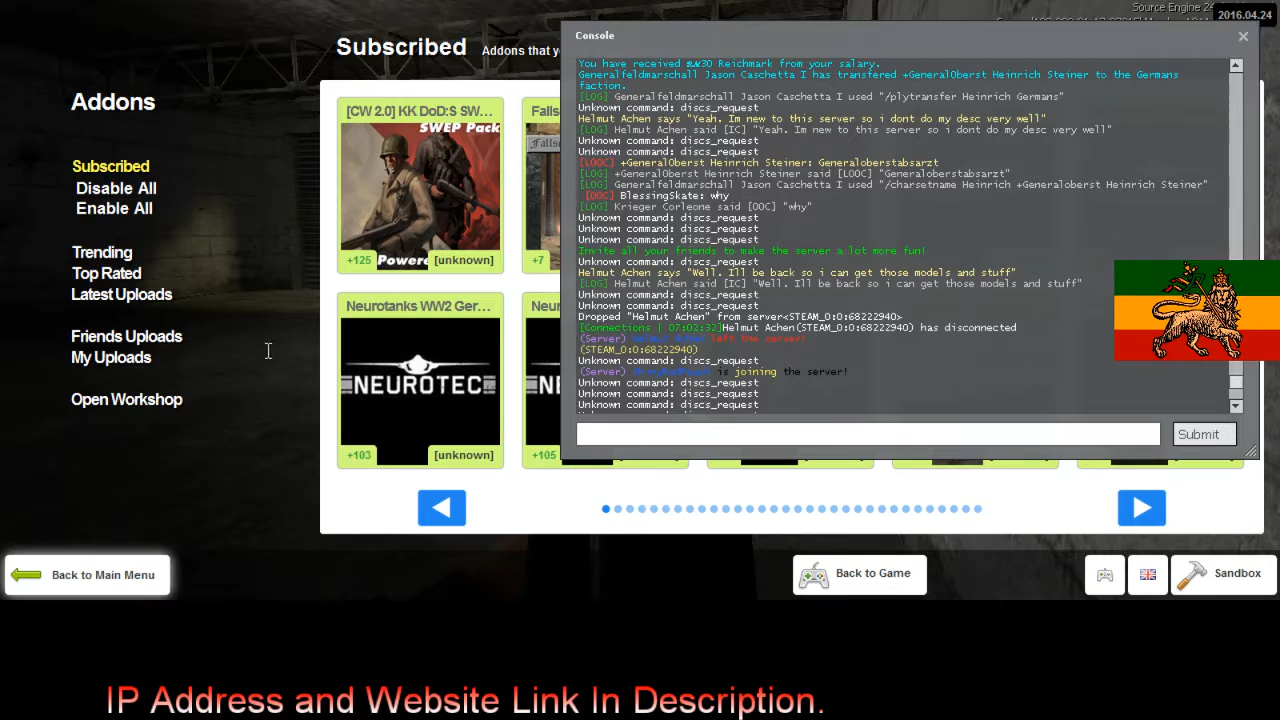 Source Engine 24
2016.04.24
Subscribed
Addons that y
Addons
Subscribed
Disable All
Enable All
Trending
Top Rated
Latest Uploads
Friends Uploads
My Uploads
Open Workshop
[CW 2.0] KK DoD:S SW...
SWEP Pack
Powere
+125
[unknown]
Falls
+7
Neurotanks WW2 Ger...
NEUROTEC
+103
[unknown]
Neu
NEU
+105
Console
You have received 30 Reichmark from your salary.
Generalfeldmarschall Jason Caschetta I has transfered +GeneralOberst Heinrich Steiner to the Germans
faction.
[LOG] Generalfeldmarschall Jason Caschetta I used "/plytransfer Heinrich Germans"
Unknown command: discs_request
Helmut Achen says "Yeah. Im new to this server so i dont do my desc very well"
[LOG] Helmut Achen said [IC] "Yeah. Im new to this server so i dont do my desc very well"
Unknown command: discs_request
Unknown command: discs_request
[LOOC] +GeneralOberst Heinrich Steiner: Generaloberstabsarzt
[LOG] +GeneralOberst Heinrich Steiner said [LOOC] "Generaloberstabsarzt"
[LOG] Generalfeldmarschall Jason Caschetta I used "/charsetname Heinrich +Generaloberst Heinrich Steiner"
[OOC] BlessingSkate: why
[LOG] Krieger Corleone said [OOC] "why"
Unknown command: discs_request
Unknown command: discs_request
Unknown command: discs_request
Invite all your friends to make the server a lot more fun!
Unknown command: discs_request
Helmut Achen says "Well. Ill be back so i can get those models and stuff"
[LOG] Helmut Achen said [IC] "Well. Ill be back so i can get those models and stuff"
Unknown command: discs_request
Unknown command: discs_request
Dropped "Helmut Achen" from server<STEAM_0:0:68222940>
[Connections | 07:02:32]Helmut Achen(STEAM_0:0:68222940) has disconnected
(Server) Helmut Achen left the server!
(STEAM_0:0:68222940)
Unknown command: discs_request
(Server) is joining the server!
Unknown command: discs_request
Unknown command: discs_request
Unknown command: discs_request
Submit
Back to Main Menu
Back to Game
Sandbox
IP Address and Website Link In Description.